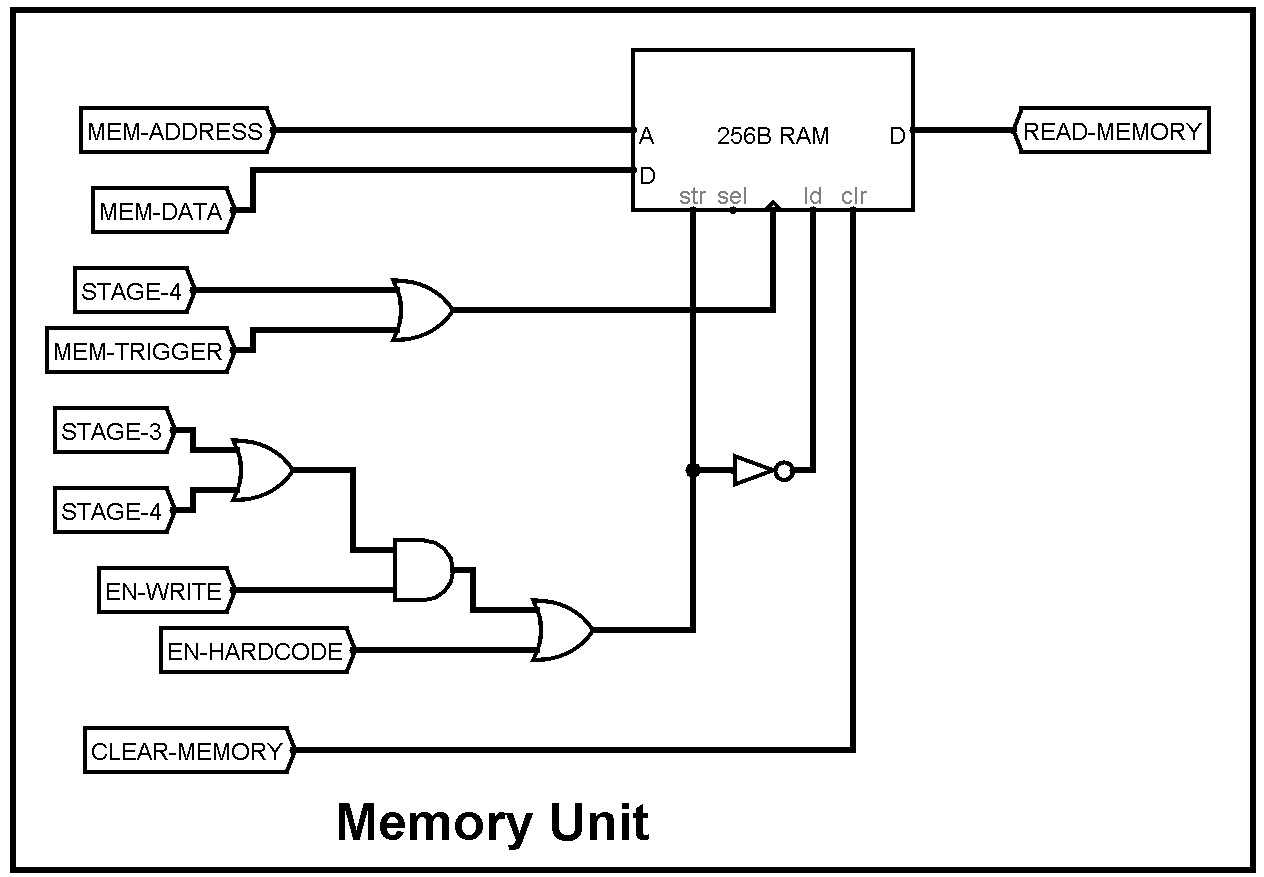 MEM-ADDRESS
A
256B RAM
D
READ-MEMORY
D
MEM-DATA
str sel ld clr
STAGE-4
MEM-TRIGGER
STAGE-3
STAGE-4
EN-WRITE
EN-HARDCODE
CLEAR-MEMORY
Memory Unit